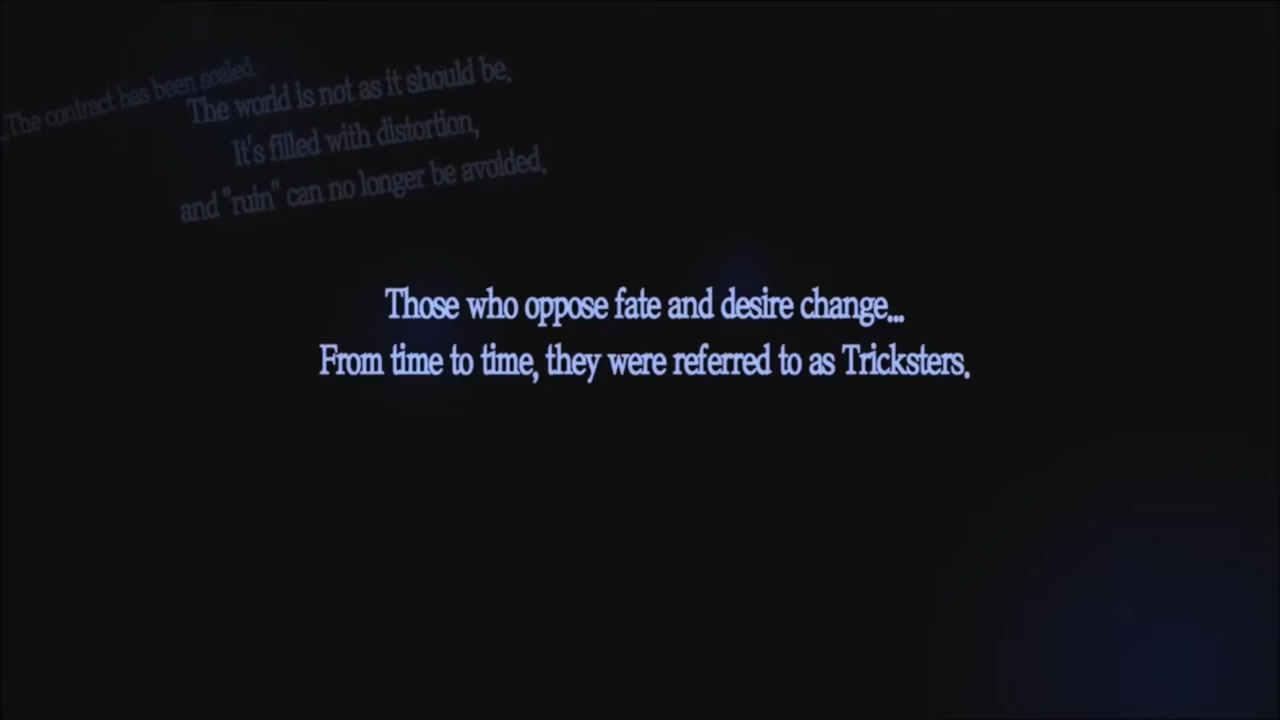 ...The contract has been sealed.
The world is not as it should be.
It's filled with distortion,
and "ruin" can no longer be avoided.
Those who oppose fate and desire change...
From time to time, they were referred to as Tricksters.